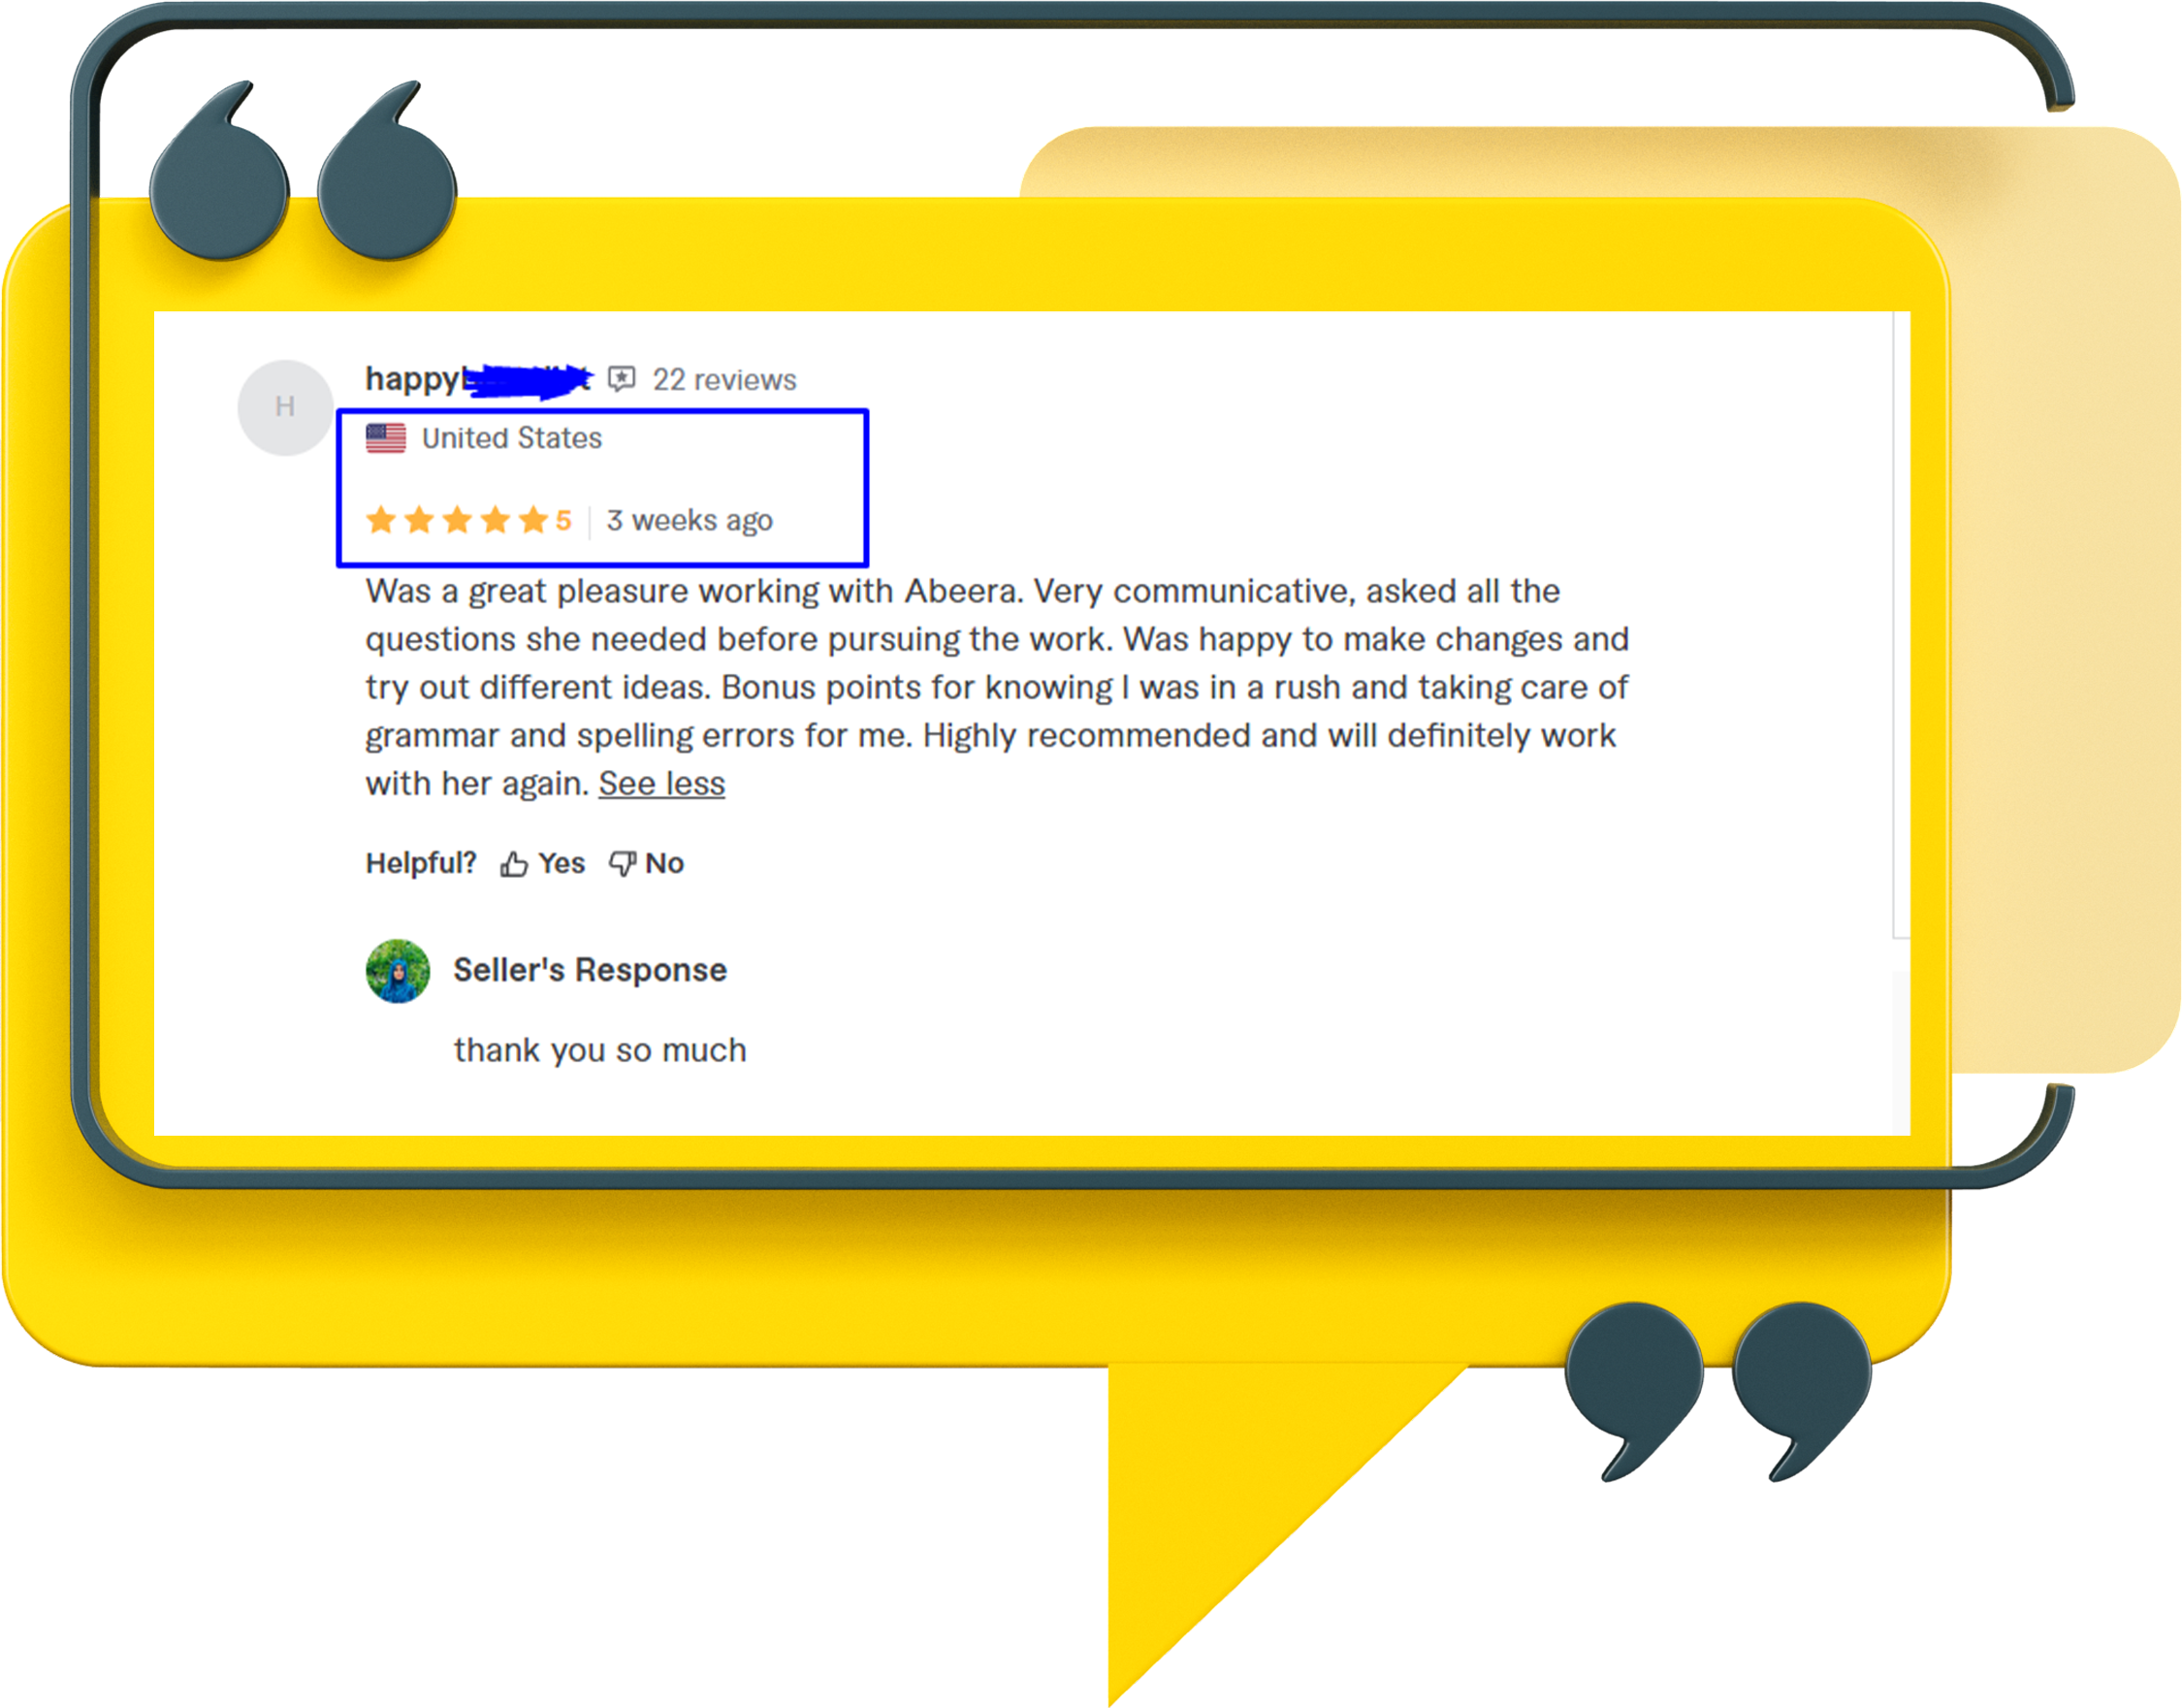 H
happy
22 reviews
United States
5
3 weeks ago
Was a great pleasure working with Abeera. Very communicative, asked all the
questions she needed before pursuing the work. Was happy to make changes and
try out different ideas. Bonus points for knowing I was in a rush and taking care of
grammar and spelling errors for me. Highly recommended and will definitely work
with her again. See less
Helpful? Yes No
Seller's Response
thank you so much